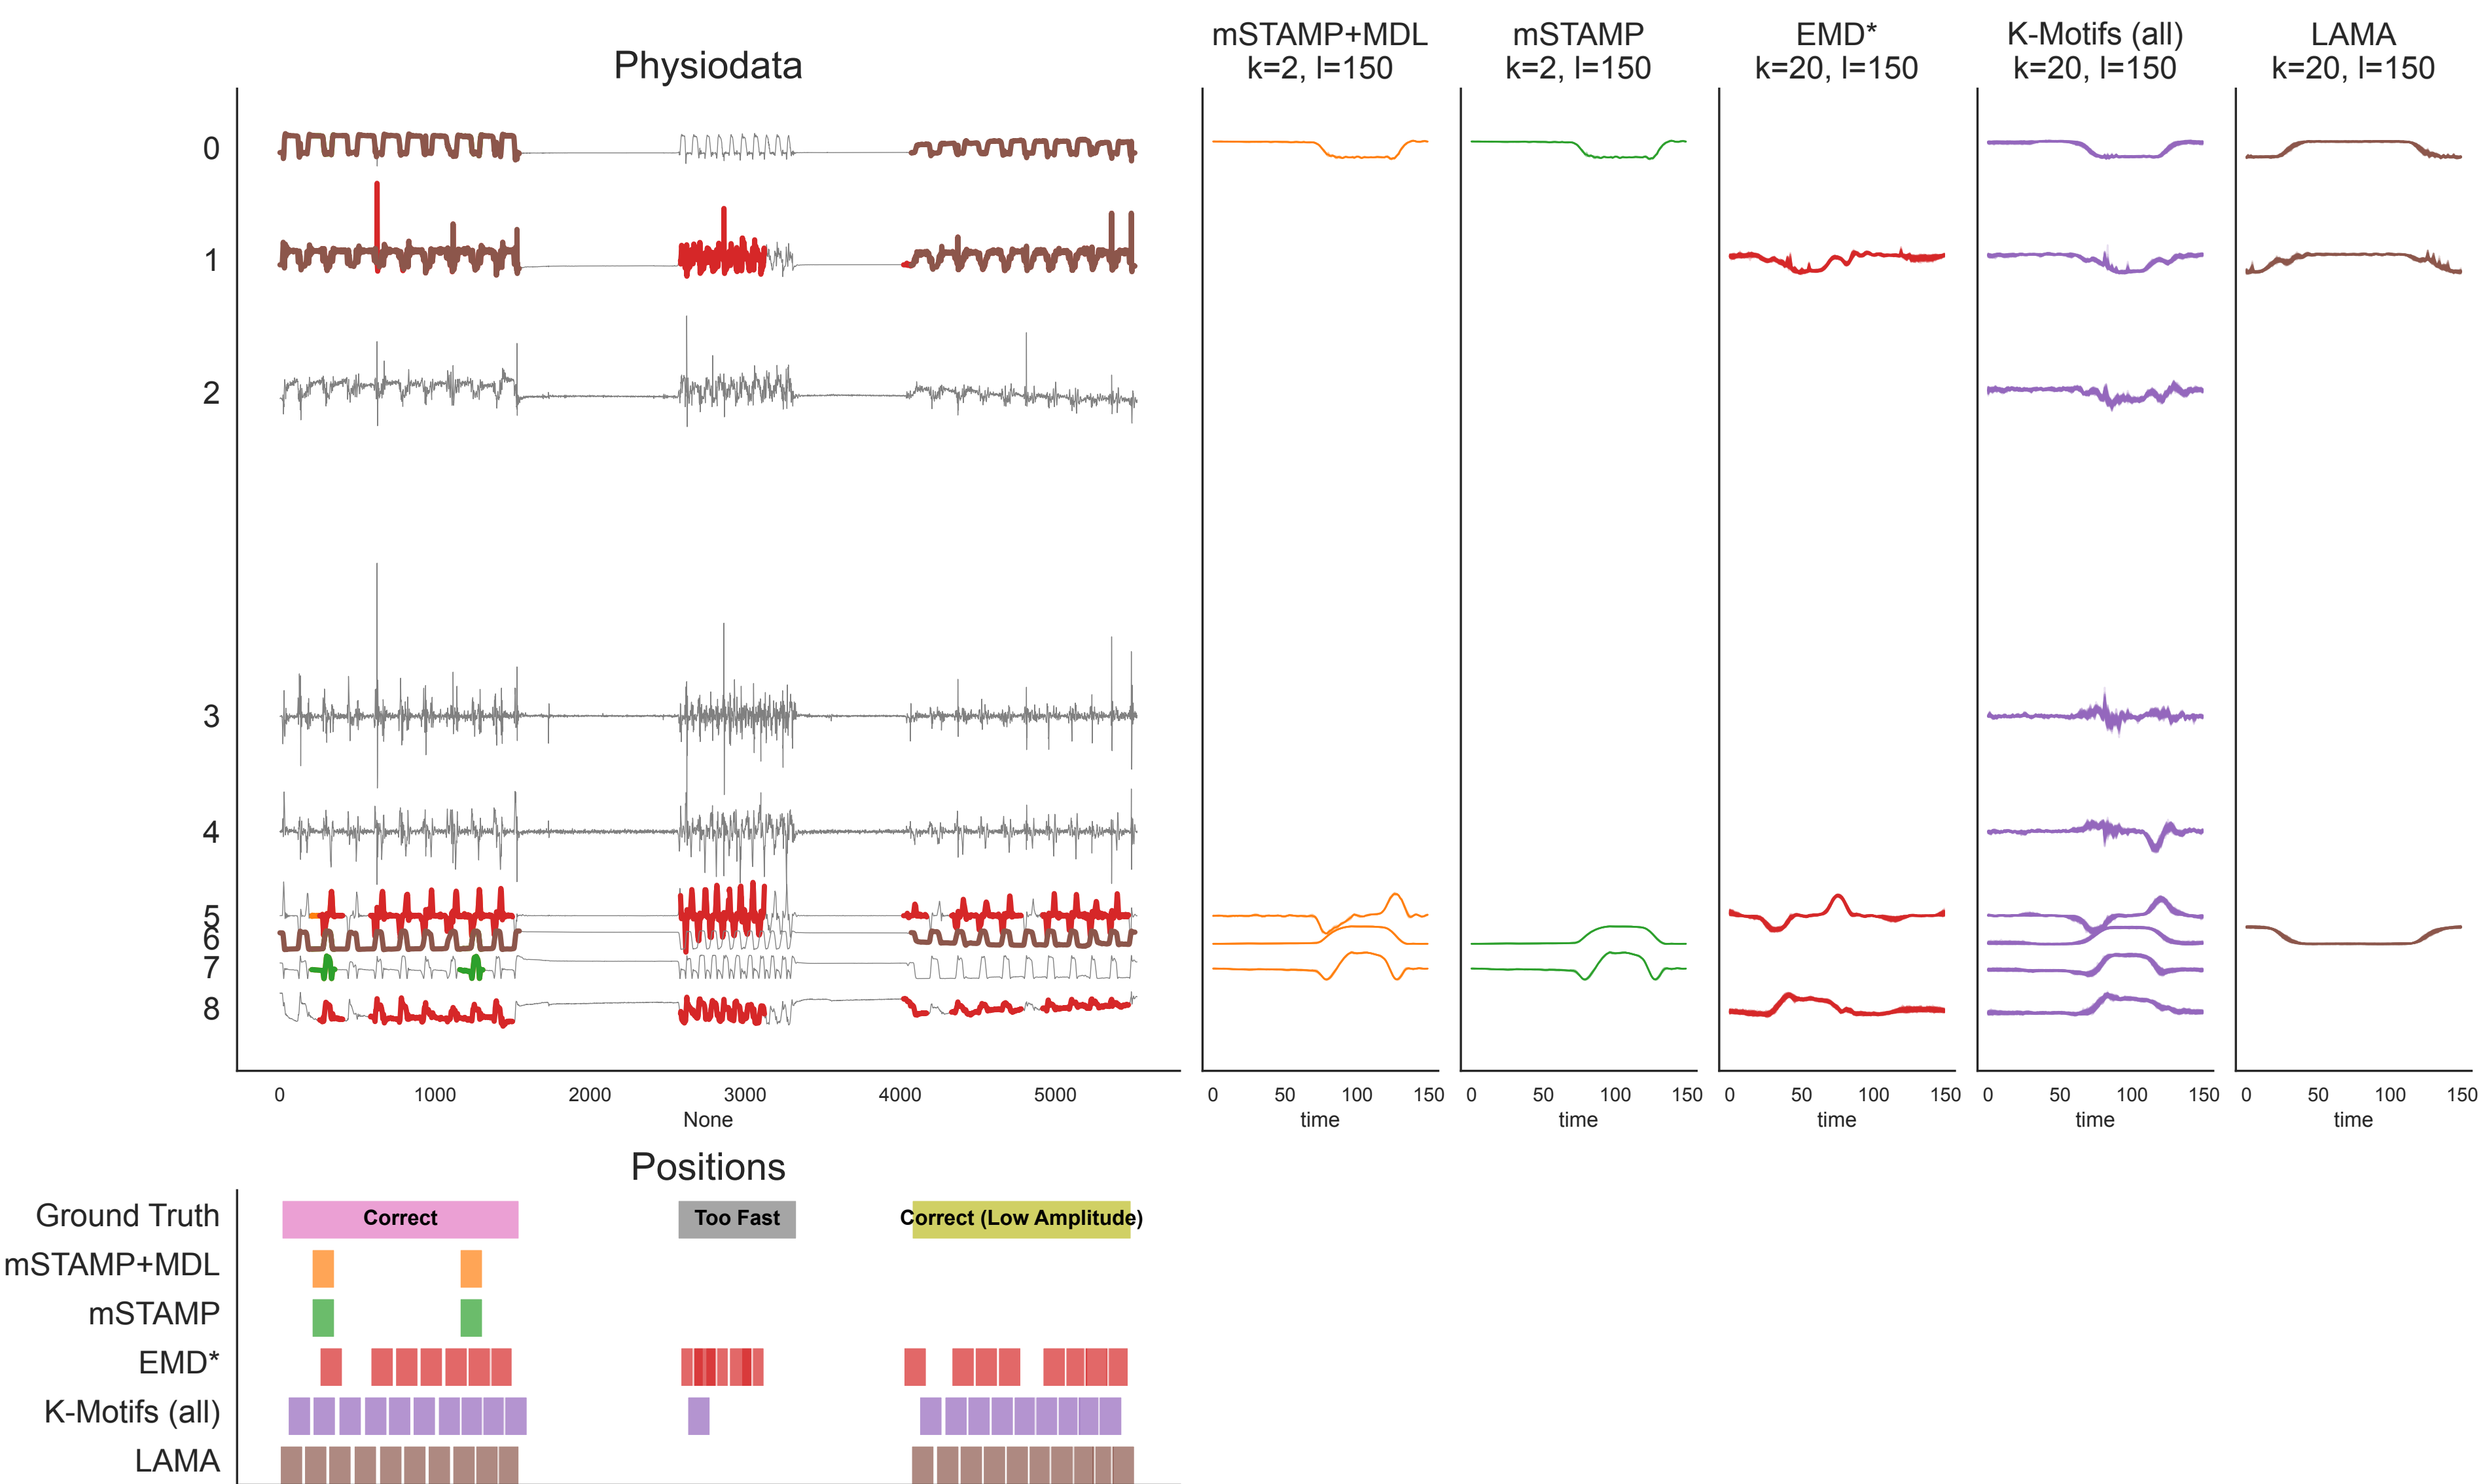 Physiodata
mSTAMP+MDL
k=2, l=150
mSTAMP
k=2, l=150
EMD*
k=20, l=150
K-Motifs (all)
k=20, l=150
LAMA
k=20, l=150
0
1
2
3
4
5
6
7
8
0 1000 2000 3000 4000 5000
None
0 50 100 150
time
0 50 100 150
time
0 50 100 150
time
0 50 100 150
time
0 50 100 150
time
Positions
Ground Truth Correct Too Fast Correct (Low Amplitude)
mSTAMP+MDL
mSTAMP
EMD*
K-Motifs (all)
LAMA